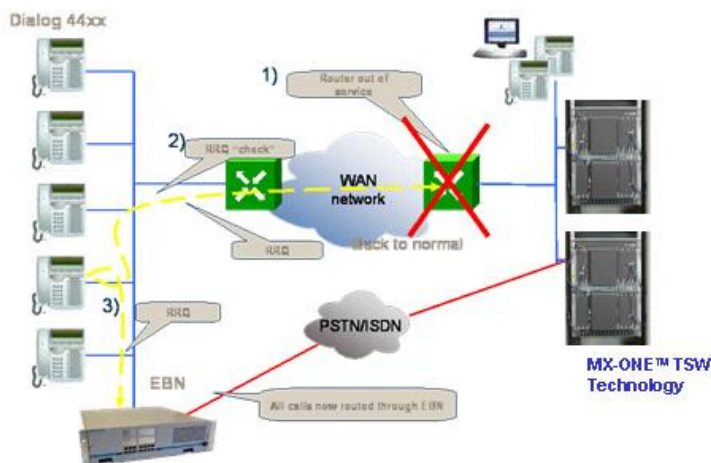 Dialog 44xx
1)
Router out of
service
2)
RRQ "check"
WAN
network
RRQ
Back to normal
3)
RRQ
PSTN/ISDN
EBN
MX-ONE™ TSW
Technology
All calls now routed through EBN